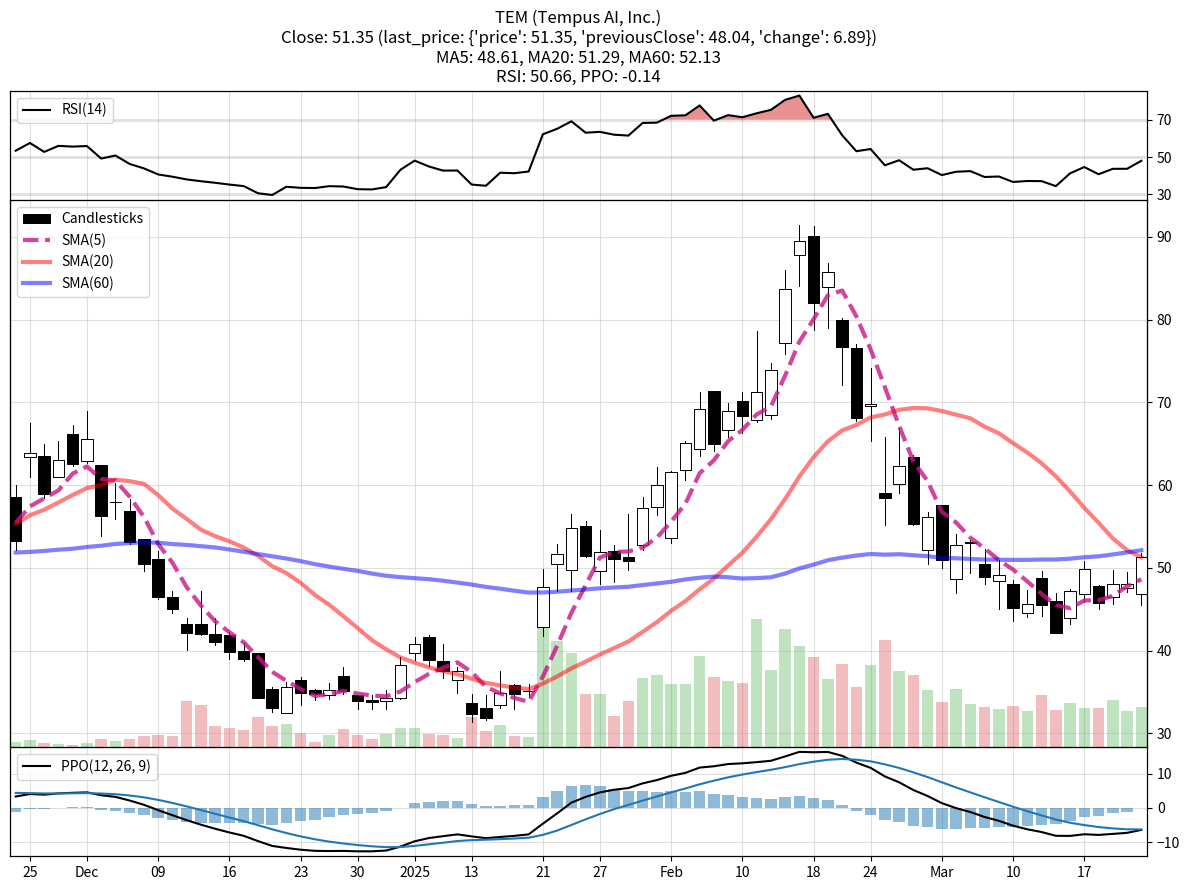 TEM (Tempus AI, Inc.)
Close: 51.35 (last_price: {'price': 51.35, 'previousClose': 48.04, 'change': 6.89})
MA5: 48.61, MA20: 51.29, MA60: 52.13
RSI: 50.66, PPO: -0.14
RSI(14)
70
50
30
Candlesticks
SMA(5)
SMA(20)
SMA(60)
90
80
70
60
50
40
30
PPO(12, 26, 9)
10
0
−10
25 Dec 09 16 23 30 2025 13 21 27 Feb 10 18 24 Mar 10 17